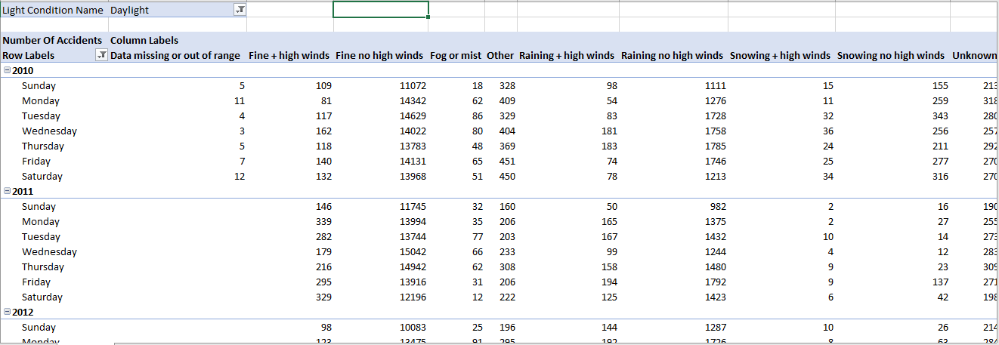 Light Condition Name Daylight
Number Of Accidents Column Labels
Row Labels Data missing or out of range Fine + high winds Fine no high winds Fog or mist Other Raining + high winds Raining no high winds Snowing + high winds Snowing no high winds Unknown
2010
Sunday 5 109 11072 18 328 98 1111 15 155 213
Monday 11 81 14342 62 409 54 1276 11 259 318
Tuesday 4 117 14629 86 329 83 1728 32 343 280
Wednesday 3 162 14022 80 404 181 1758 36 256 257
Thursday 5 118 13783 48 369 183 1785 24 211 292
Friday 7 140 14131 65 451 74 1746 25 277 270
Saturday 12 132 13968 51 450 78 1213 34 316 270
2011
Sunday 146 11745 32 160 50 982 2 16 190
Monday 339 13994 35 206 165 1375 2 27 255
Tuesday 282 13744 77 203 167 1432 10 14 273
Wednesday 179 15042 66 233 99 1244 4 12 283
Thursday 216 14942 62 308 158 1480 9 23 309
Friday 295 13916 31 206 194 1792 9 137 271
Saturday 329 12196 12 222 125 1423 6 42 198
2012
Sunday 98 10083 25 196 144 1287 10 26 214
Monday 123 13475 91 295 192 1726 8 63 284